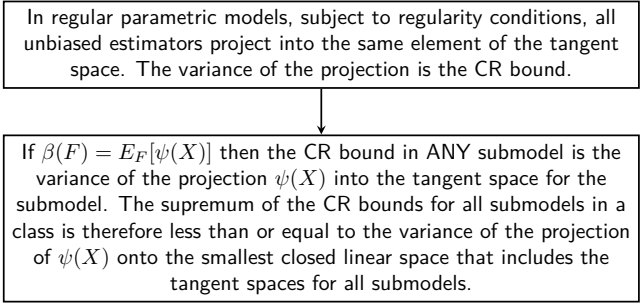 In regular parametric models, subject to regularity conditions, all
unbiased estimators project into the same element of the tangent
space. The variance of the projection is the CR bound.
If β(F) = E_F[ψ(X)] then the CR bound in ANY submodel is the
variance of the projection ψ(X) into the tangent space for the
submodel. The supremum of the CR bounds for all submodels in a
class is therefore less than or equal to the variance of the projection
of ψ(X) onto the smallest closed linear space that includes the
tangent spaces for all submodels.